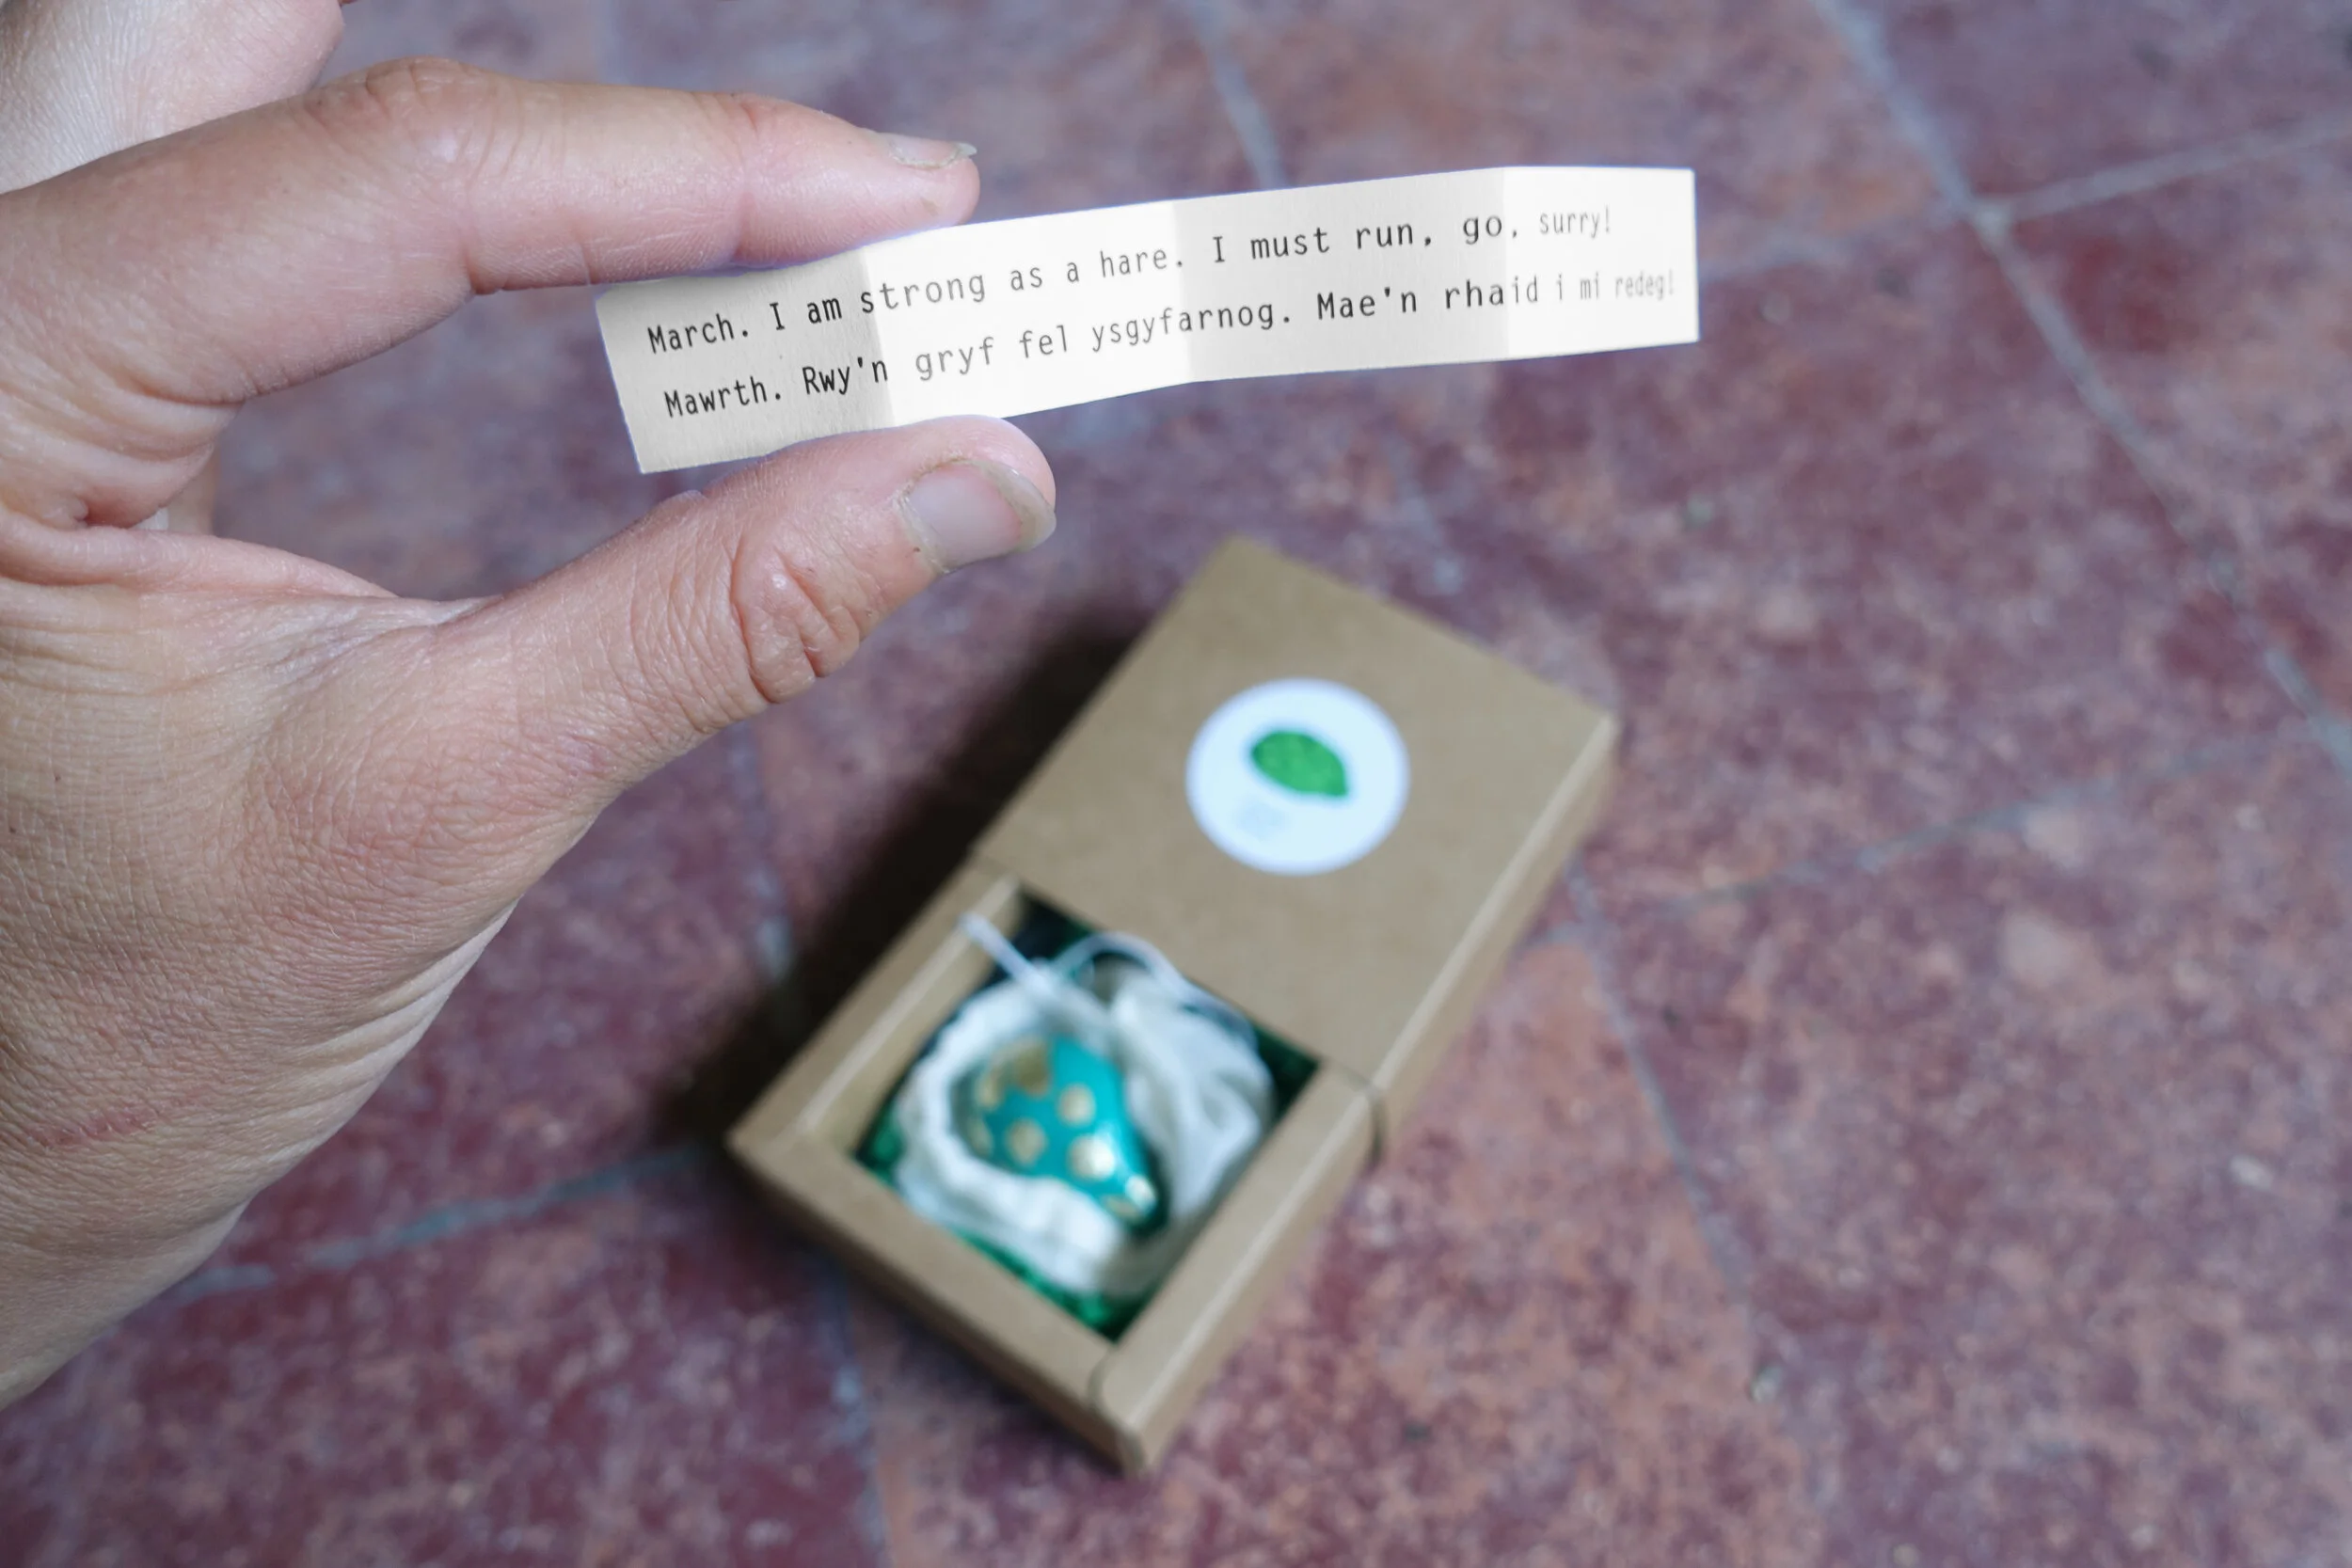 March. I am strong as a hare. I must run, go, surry!
Mawrth. Rwy'n gryf fel ysgyfarnog. Mae'n rhaid i mi redeg!